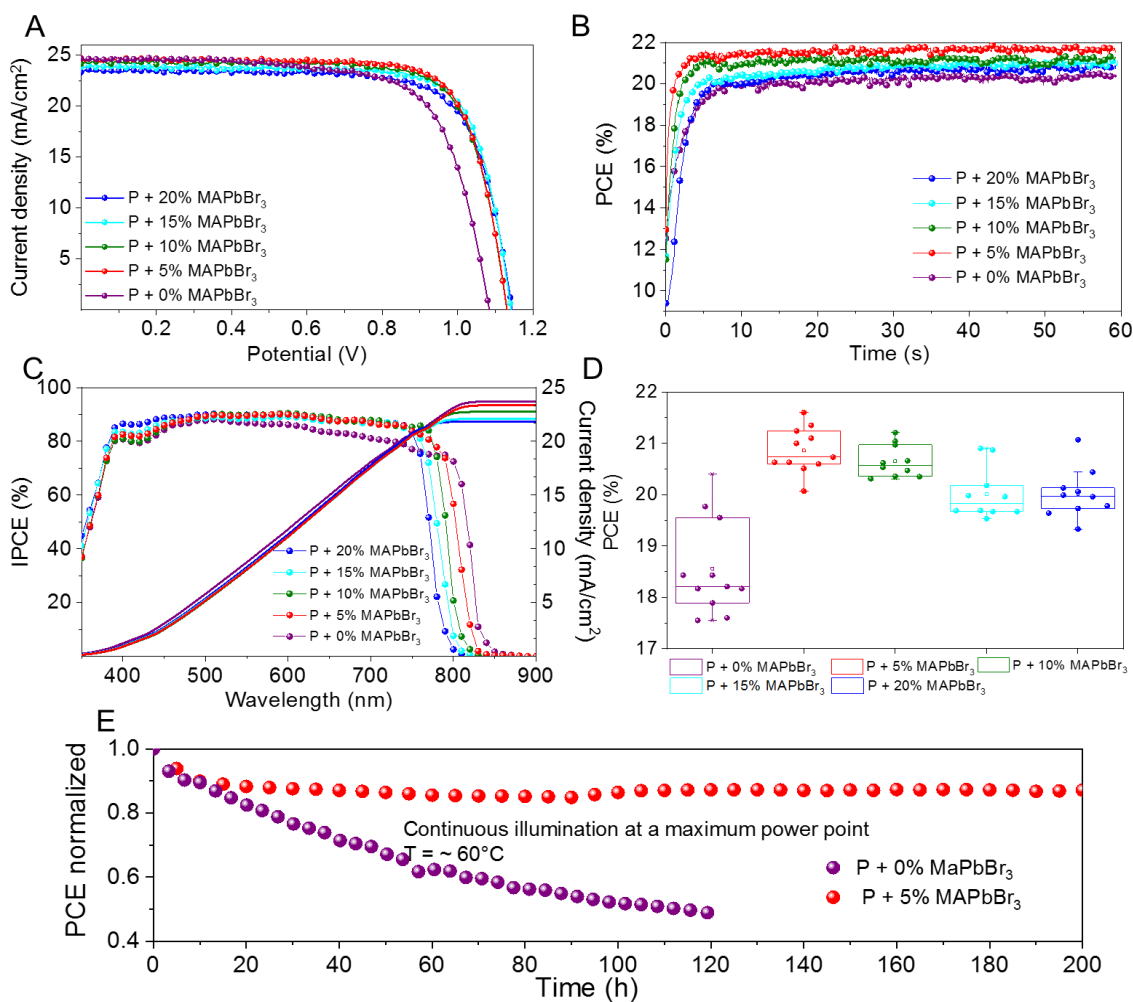 A
25
20
15
10
5
Current density (mA/cm²)
P + 20% MAPbBr₃
P + 15% MAPbBr₃
P + 10% MAPbBr₃
P + 5% MAPbBr₃
P + 0% MAPbBr₃
0.2 0.4 0.6 0.8 1.0 1.2
Potential (V)
B
22
21
20
18
16
14
12
10
9
PCE (%)
P + 20% MAPbBr₃
P + 15% MAPbBr₃
P + 10% MAPbBr₃
P + 5% MAPbBr₃
P + 0% MAPbBr₃
0 10 20 30 40 50 60
Time (s)
C
100
80
60
40
20
IPCE (%)
25
20
15
10
5
Current density (mA/cm²)
P + 20% MAPbBr₃
P + 15% MAPbBr₃
P + 10% MAPbBr₃
P + 5% MAPbBr₃
P + 0% MAPbBr₃
400 500 600 700 800 900
Wavelength (nm)
D
22
21
20
19
18
17
PCE (%)
P + 0% MAPbBr₃ P + 5% MAPbBr₃ P + 10% MAPbBr₃
P + 15% MAPbBr₃ P + 20% MAPbBr₃
E
1.0
0.8
0.6
0.4
PCE normalized
Continuous illumination at a maximum power point
T = ~ 60°C
P + 0% MaPbBr₃
P + 5% MAPbBr₃
0 20 40 60 80 100 120 140 160 180 200
Time (h)